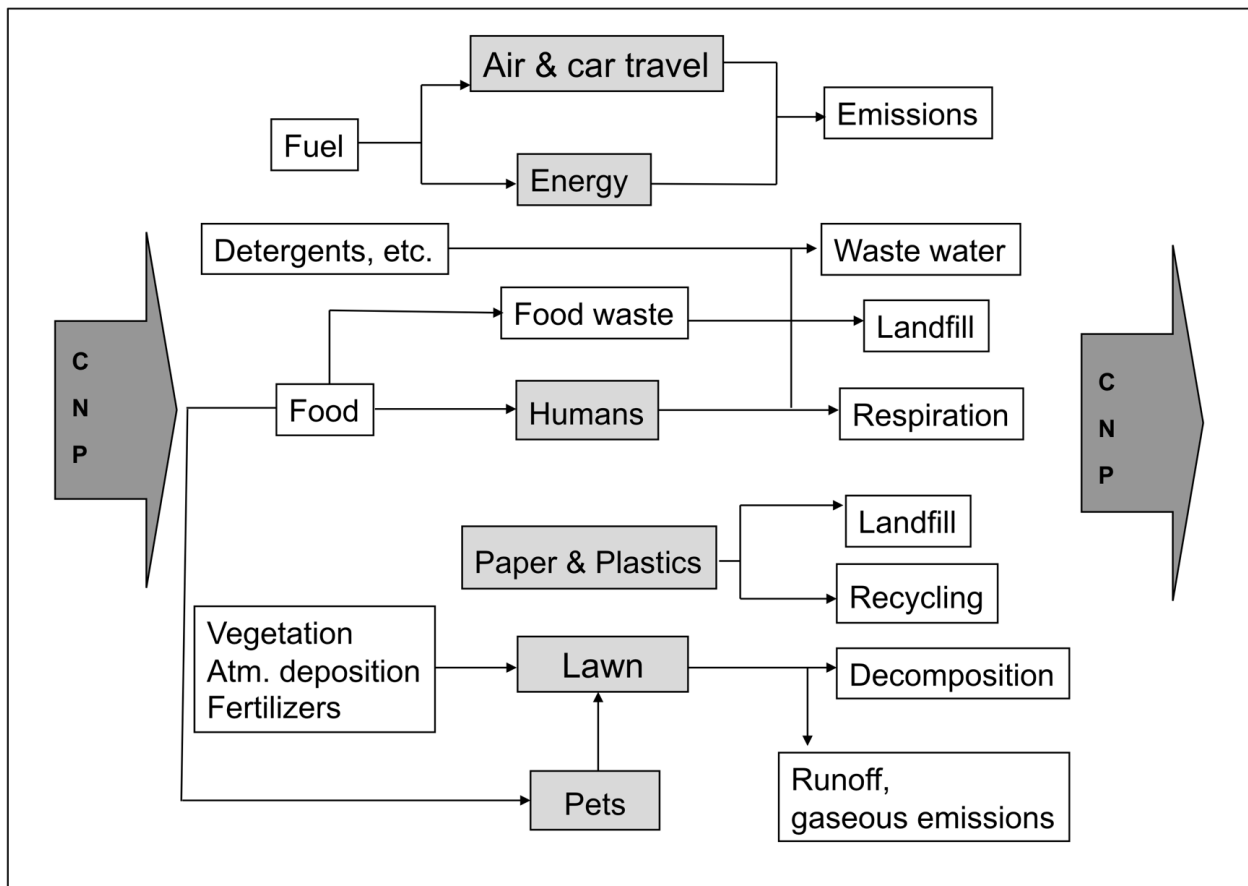 Air & car travel
Emissions
Fuel
Energy
Detergents, etc.
Waste water
Food waste
Landfill
C
N
P
Food
Humans
Respiration
C
N
P
Landfill
Paper & Plastics
Recycling
Vegetation
Atm. deposition
Fertilizers
Lawn
Decomposition
Pets
Runoff,
gaseous emissions